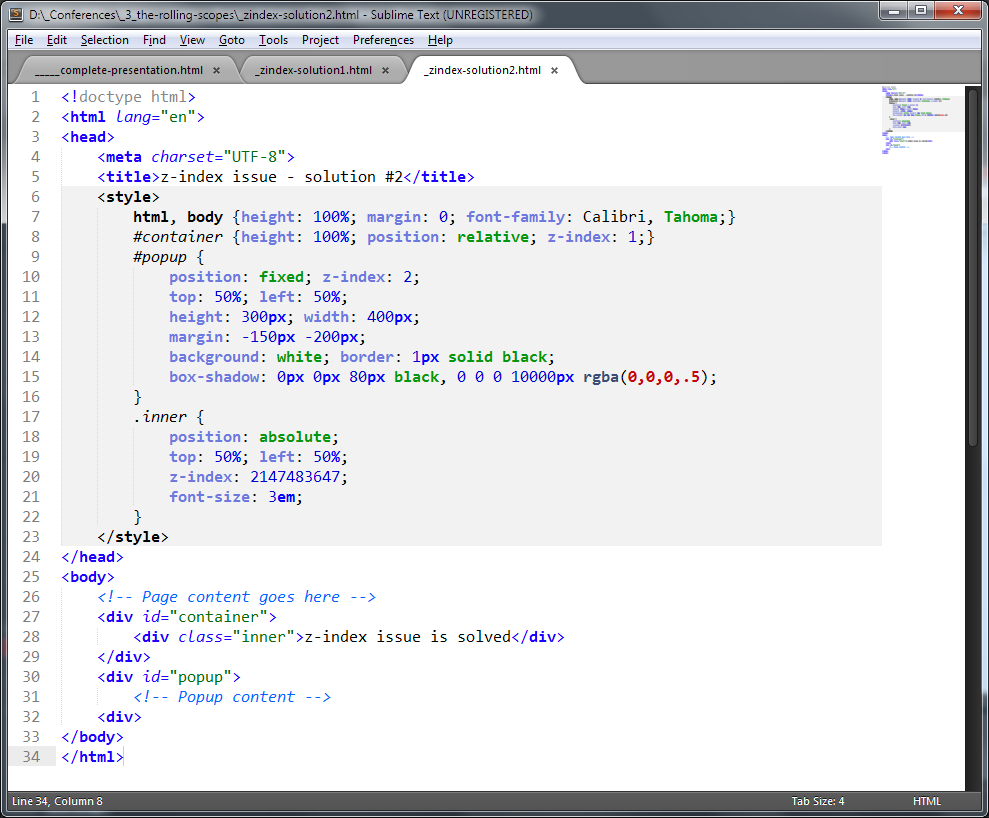 D:\_Conferences\_3_the-rolling-scopes\_zindex-solution2.html - Sublime Text (UNREGISTERED)
File Edit Selection Find View Goto Tools Project Preferences Help
_____complete-presentation.html × _zindex-solution1.html × _zindex-solution2.html ×
1 <!doctype html>
2 <html lang="en">
3 <head>
4     <meta charset="UTF-8">
5     <title>z-index issue - solution #2</title>
6     <style>
7         html, body {height: 100%; margin: 0; font-family: Calibri, Tahoma;}
8         #container {height: 100%; position: relative; z-index: 1;}
9         #popup {
10             position: fixed; z-index: 2;
11             top: 50%; left: 50%;
12             height: 300px; width: 400px;
13             margin: -150px -200px;
14             background: white; border: 1px solid black;
15             box-shadow: 0px 0px 80px black, 0 0 0 10000px rgba(0,0,0,.5);
16         }
17         .inner {
18             position: absolute;
19             top: 50%; left: 50%;
20             z-index: 2147483647;
21             font-size: 3em;
22         }
23     </style>
24 </head>
25 <body>
26     <!-- Page content goes here -->
27     <div id="container">
28         <div class="inner">z-index issue is solved</div>
29     </div>
30     <div id="popup">
31         <!-- Popup content -->
32     <div>
33 </body>
34 </html>
Line 34, Column 8 Tab Size: 4 HTML